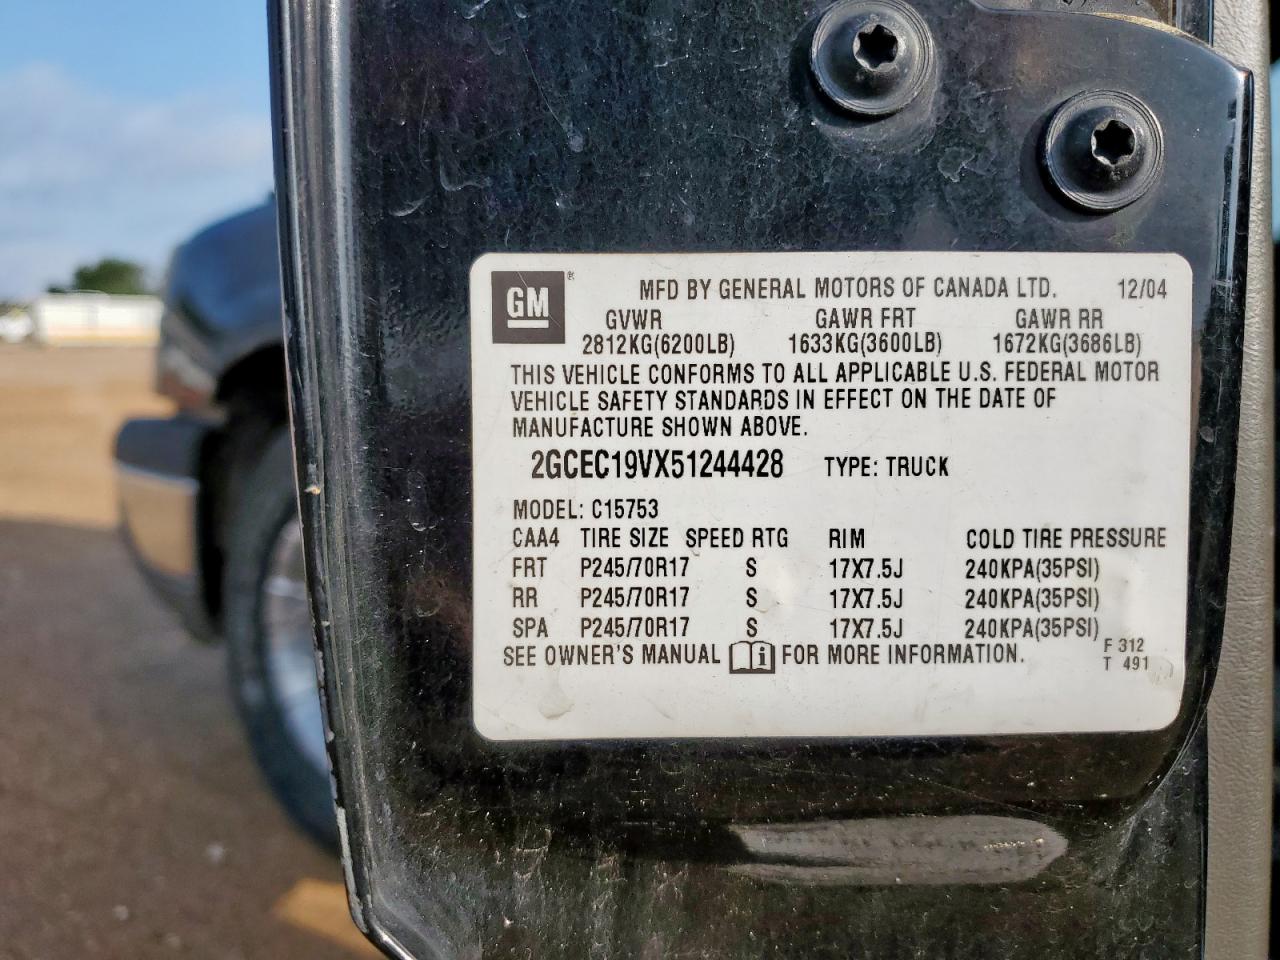 GM ® MFD BY GENERAL MOTORS OF CANADA LTD. 12/04
GVWR GAWR FRT GAWR RR
2812KG(6200LB) 1633KG(3600LB) 1672KG(3686LB)
THIS VEHICLE CONFORMS TO ALL APPLICABLE U.S. FEDERAL MOTOR
VEHICLE SAFETY STANDARDS IN EFFECT ON THE DATE OF
MANUFACTURE SHOWN ABOVE.
2GCEC19VX51244428 TYPE: TRUCK
MODEL: C15753
CAA4 TIRE SIZE SPEED RTG RIM COLD TIRE PRESSURE
FRT P245/70R17 S 17X7.5J 240KPA(35PSI)
RR P245/70R17 S 17X7.5J 240KPA(35PSI)
SPA P245/70R17 S 17X7.5J 240KPA(35PSI)
SEE OWNER'S MANUAL i FOR MORE INFORMATION.
F 312
T 491